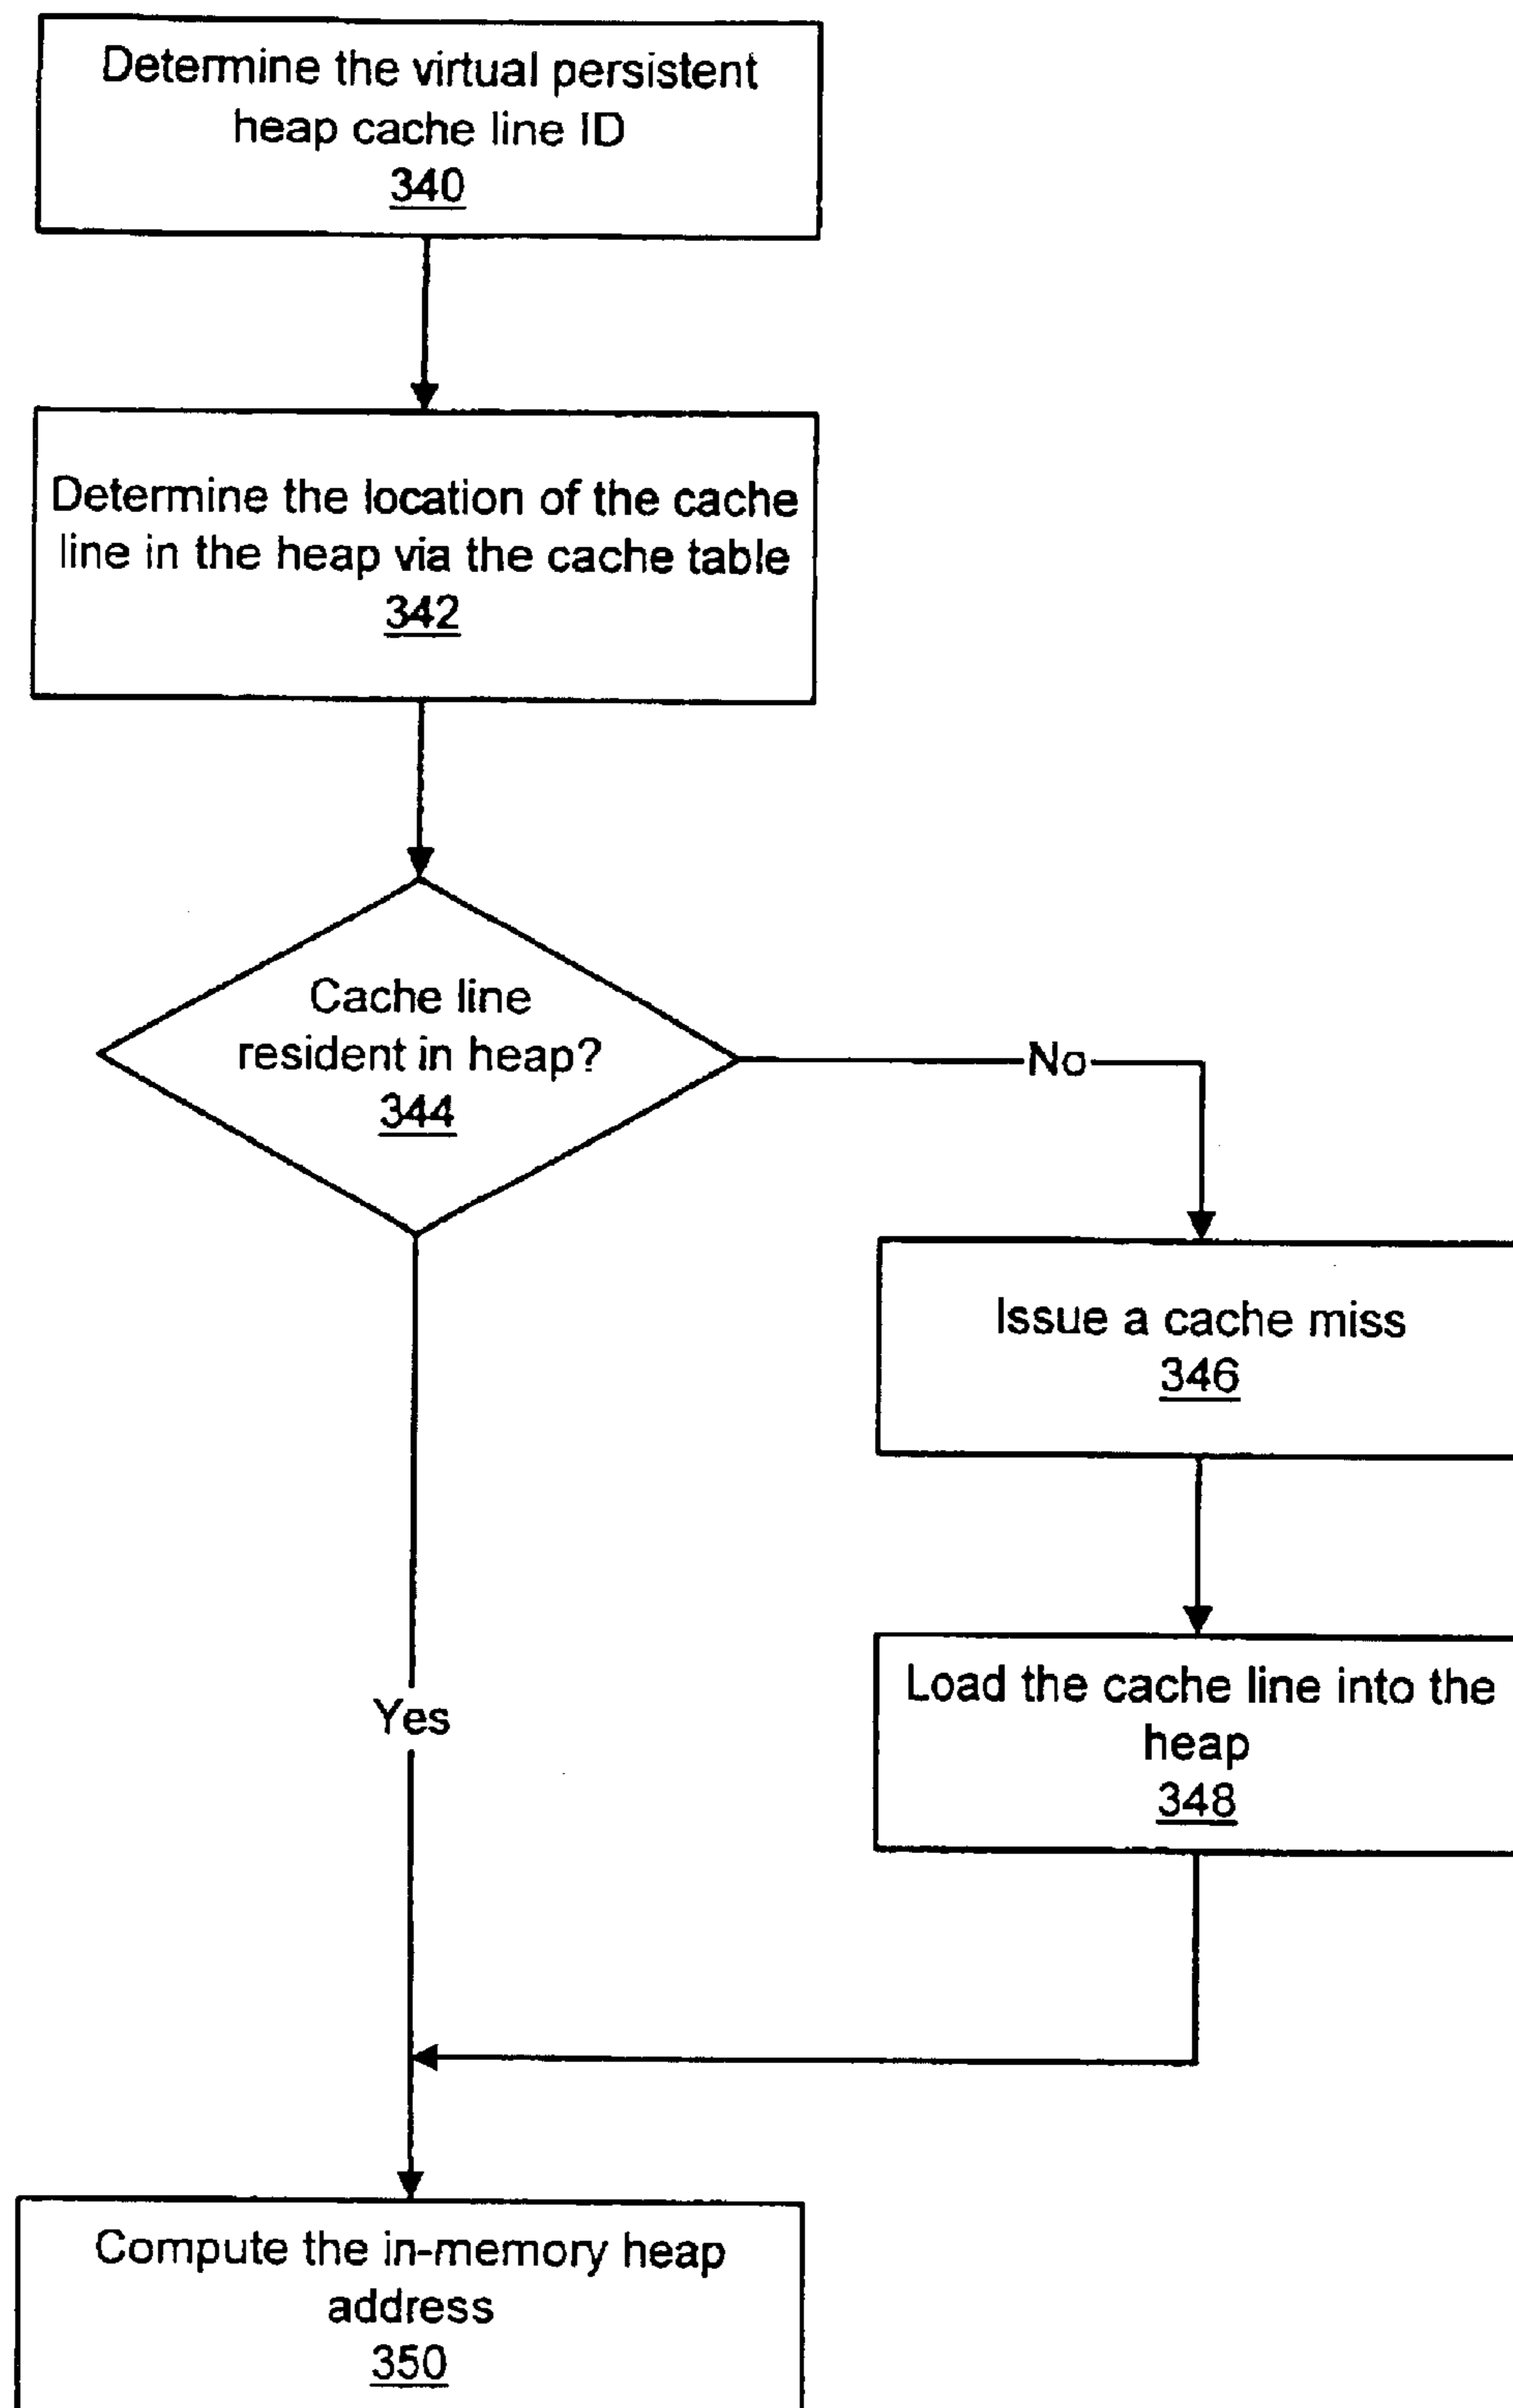 Determine the virtual persistent
heap cache line ID
340
Determine the location of the cache
line in the heap via the cache table
342
Cache line
resident in heap?
344
No
Issue a cache miss
346
Load the cache line into the
heap
348
Yes
Compute the in-memory heap
address
350